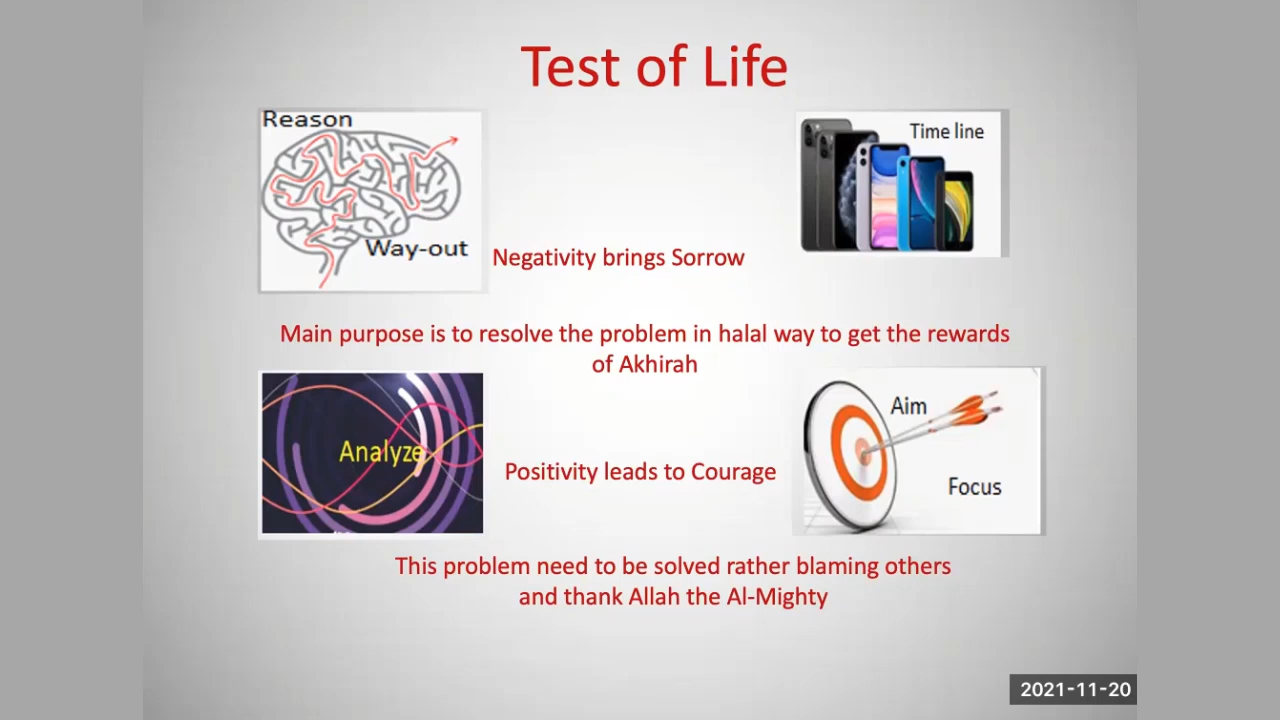 Test of Life
Reason
Way-out
Time line
Negativity brings Sorrow
Main purpose is to resolve the problem in halal way to get the rewards
of Akhirah
Analyze
Aim
Focus
Positivity leads to Courage
This problem need to be solved rather blaming others
and thank Allah the Al-Mighty
2021-11-20